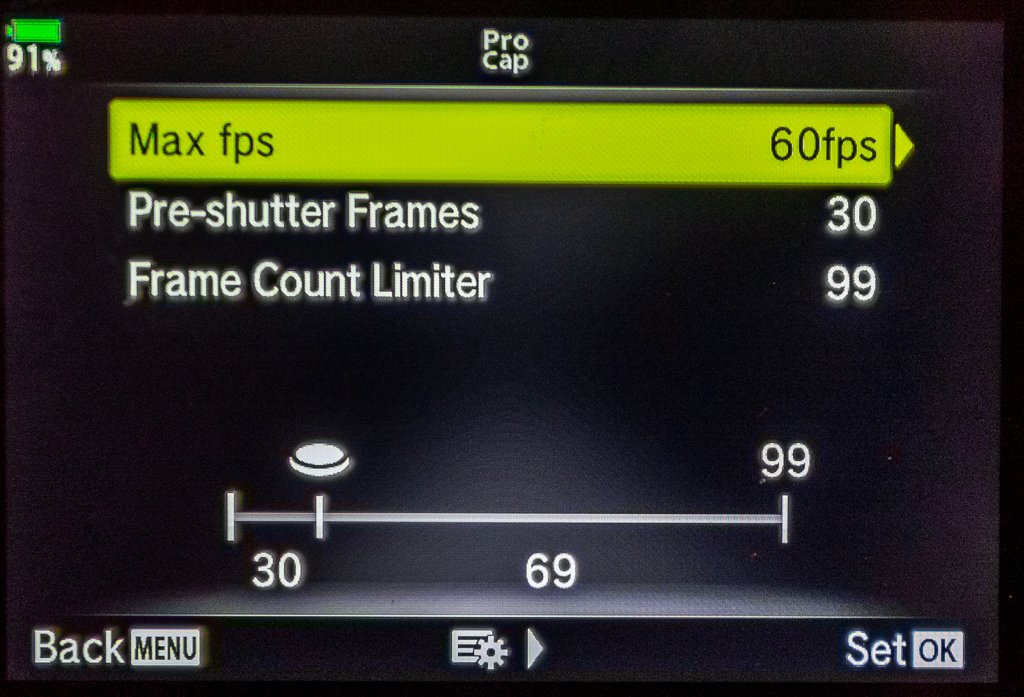 91%
Pro
Cap
Max fps 60fps
Pre-shutter Frames 30
Frame Count Limiter 99
99
30 69
Back MENU Set OK